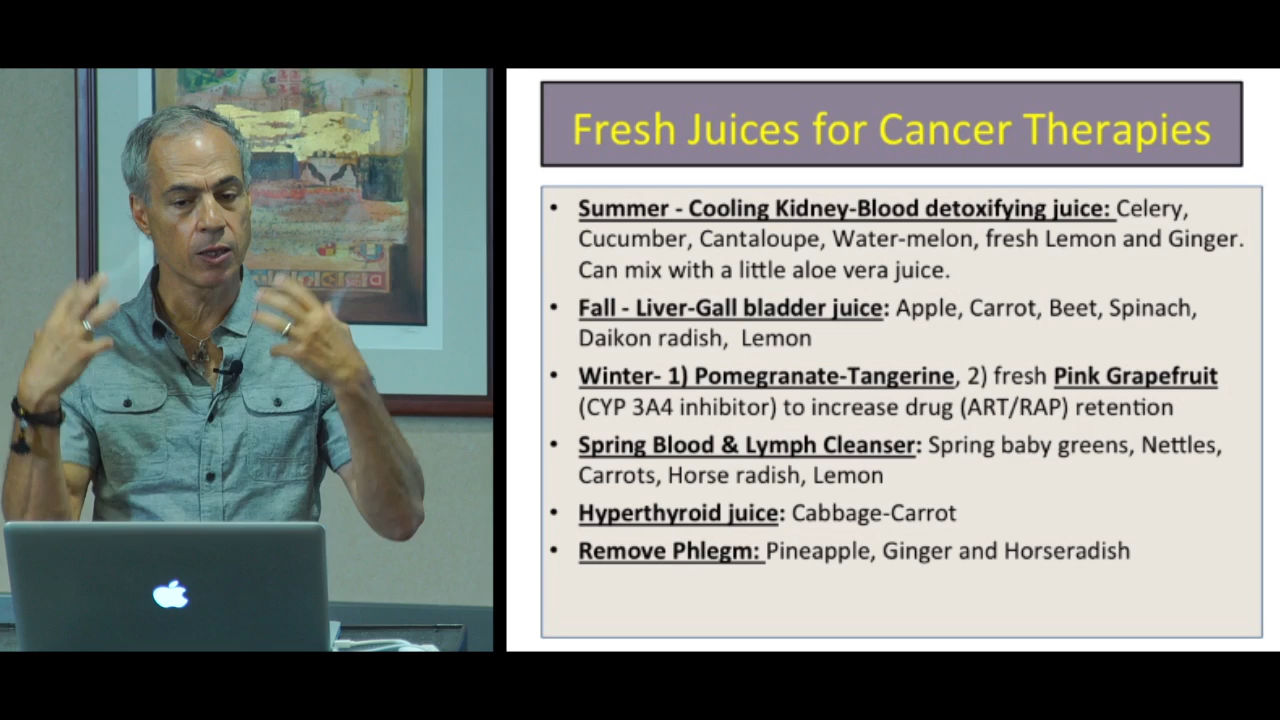 Fresh Juices for Cancer Therapies
• Summer - Cooling Kidney-Blood detoxifying juice: Celery,
Cucumber, Cantaloupe, Water-melon, fresh Lemon and Ginger.
Can mix with a little aloe vera juice.
• Fall - Liver-Gall bladder juice: Apple, Carrot, Beet, Spinach,
Daikon radish, Lemon
• Winter- 1) Pomegranate-Tangerine, 2) fresh Pink Grapefruit
(CYP 3A4 inhibitor) to increase drug (ART/RAP) retention
• Spring Blood & Lymph Cleanser: Spring baby greens, Nettles,
Carrots, Horse radish, Lemon
• Hyperthyroid juice: Cabbage-Carrot
• Remove Phlegm: Pineapple, Ginger and Horseradish